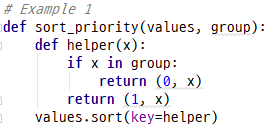 # Example 1
def sort_priority(values, group):
    def helper(x):
        if x in group:
            return (0, x)
        return (1, x)
    values.sort(key=helper)